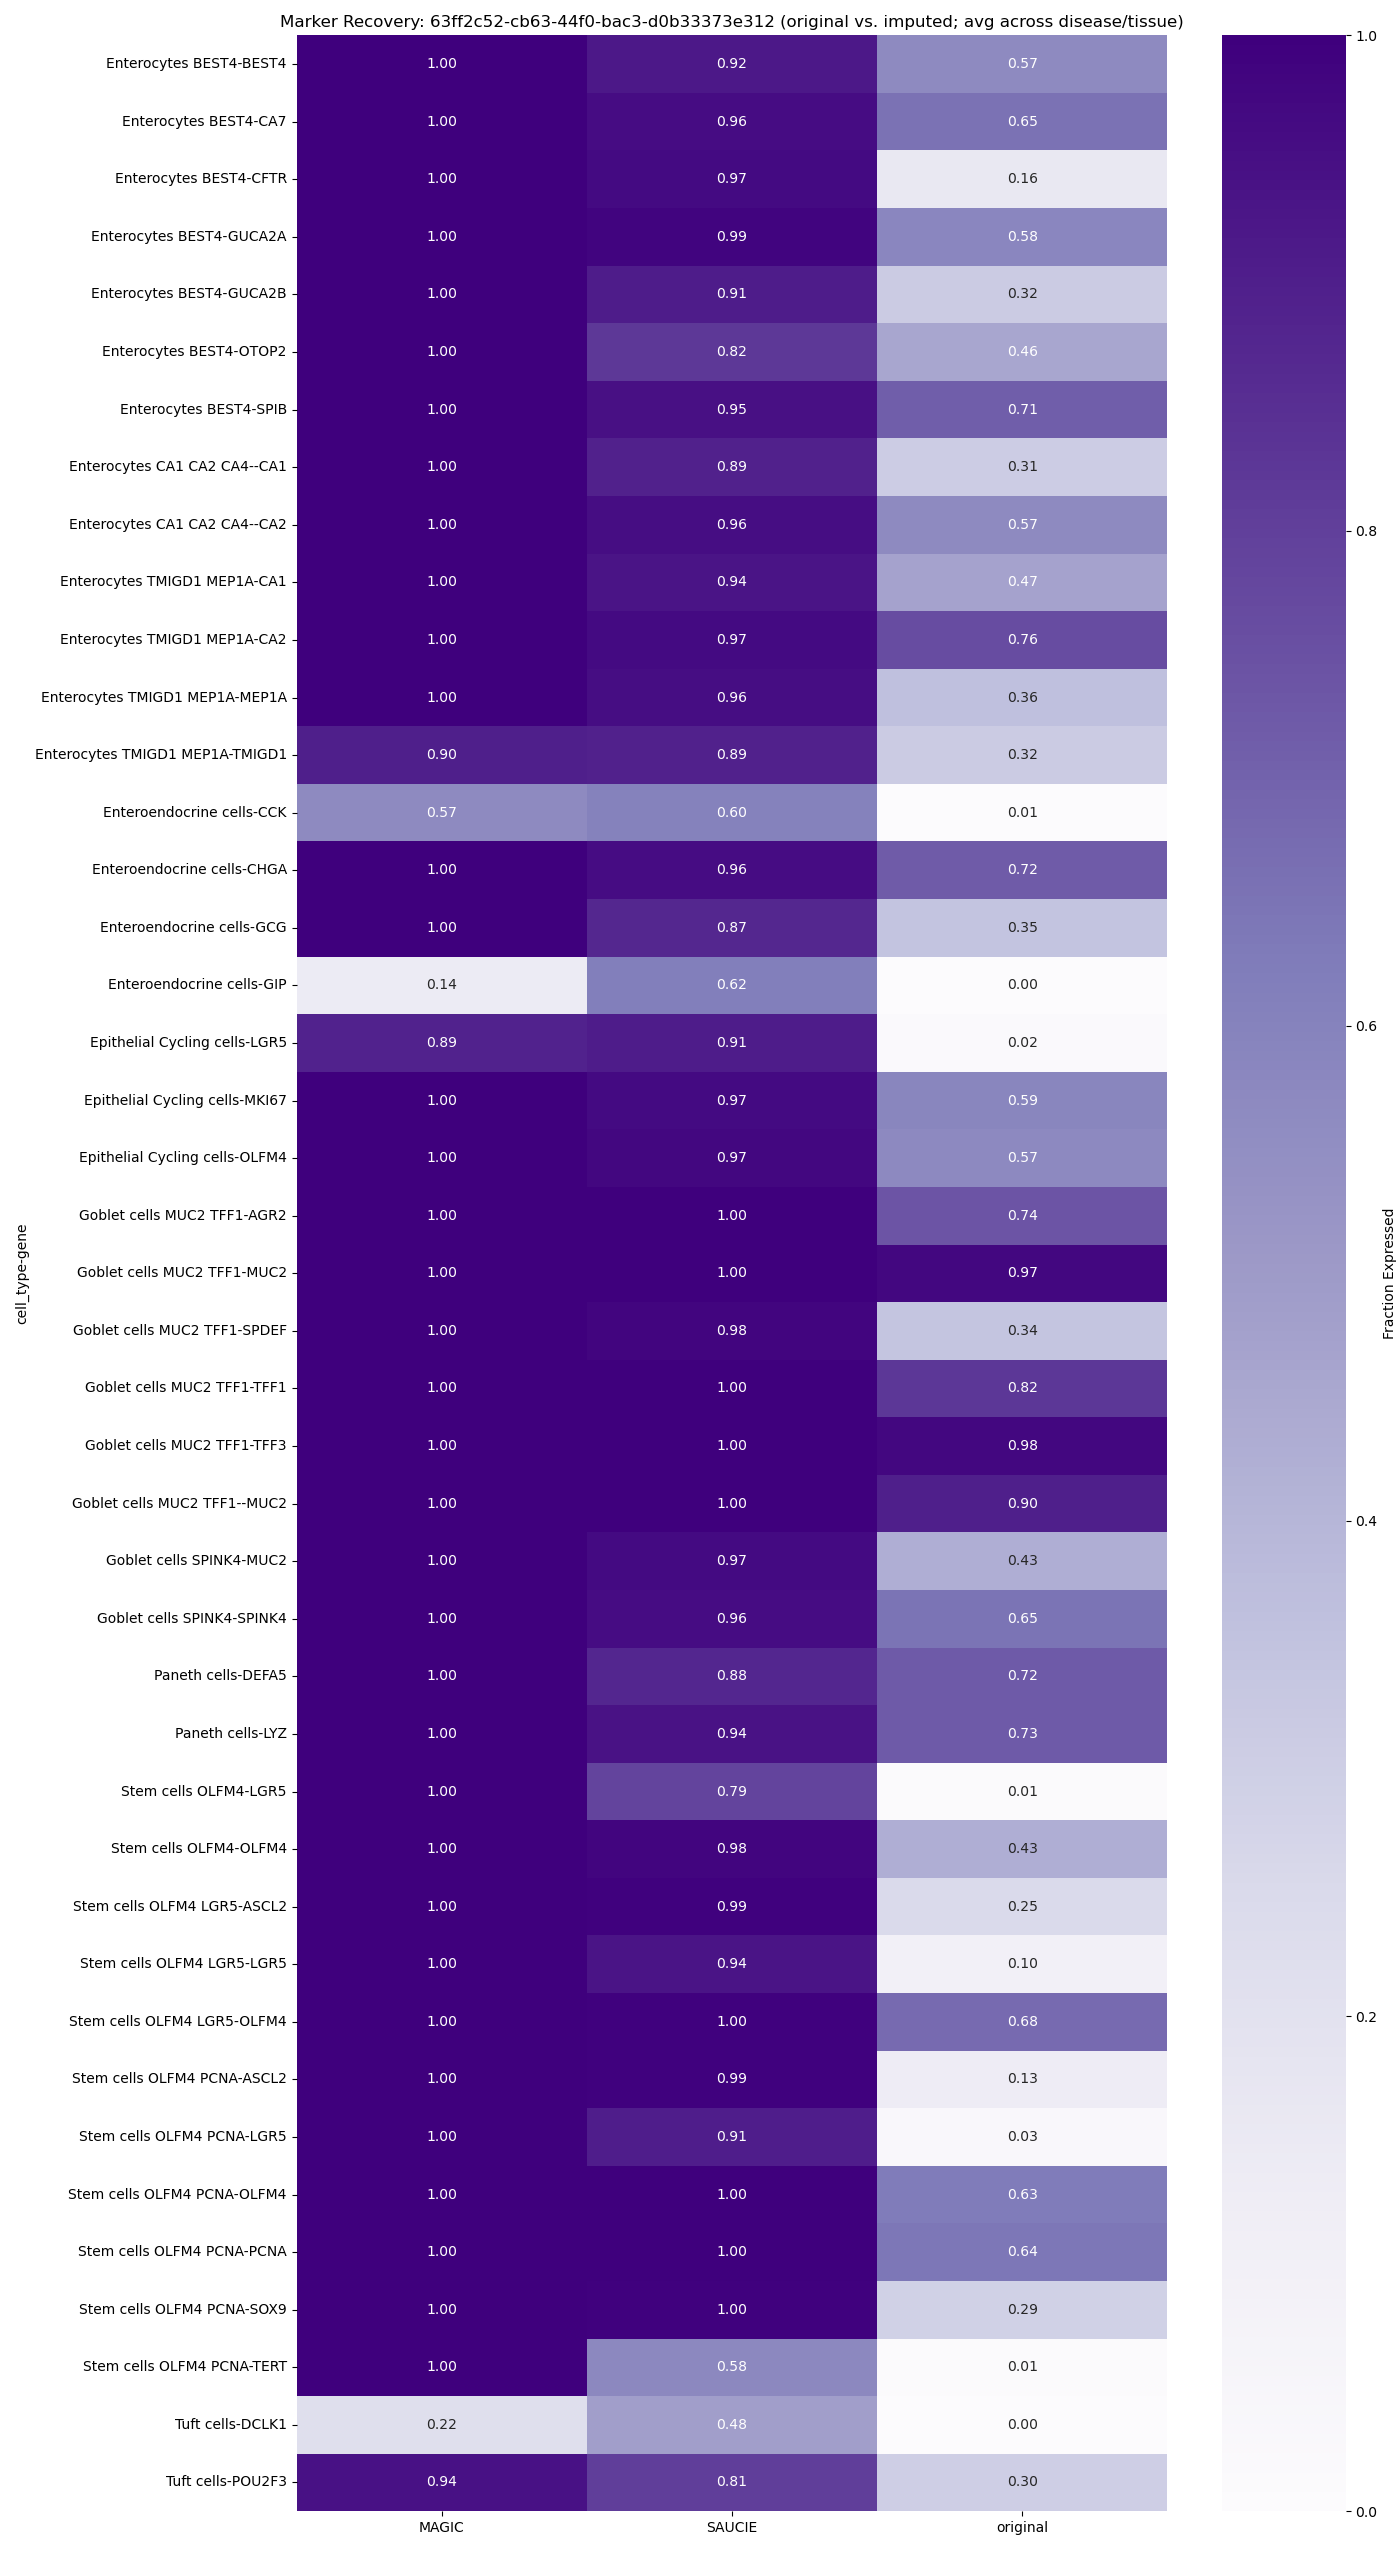 Marker Recovery: 63ff2c52-cb63-44f0-bac3-d0b33373e312 (original vs. imputed; avg across disease/tissue)
Enterocytes BEST4-BEST4 1.00 0.92 0.57
Enterocytes BEST4-CA7 1.00 0.96 0.65
Enterocytes BEST4-CFTR 1.00 0.97 0.16
Enterocytes BEST4-GUCA2A 1.00 0.99 0.58
Enterocytes BEST4-GUCA2B 1.00 0.91 0.32
Enterocytes BEST4-OTOP2 1.00 0.82 0.46
Enterocytes BEST4-SPIB 1.00 0.95 0.71
Enterocytes CA1 CA2 CA4--CA1 1.00 0.89 0.31
Enterocytes CA1 CA2 CA4--CA2 1.00 0.96 0.57
Enterocytes TMIGD1 MEP1A-CA1 1.00 0.94 0.47
Enterocytes TMIGD1 MEP1A-CA2 1.00 0.97 0.76
Enterocytes TMIGD1 MEP1A-MEP1A 1.00 0.96 0.36
Enterocytes TMIGD1 MEP1A-TMIGD1 0.90 0.89 0.32
Enteroendocrine cells-CCK 0.57 0.60 0.01
Enteroendocrine cells-CHGA 1.00 0.96 0.72
Enteroendocrine cells-GCG 1.00 0.87 0.35
Enteroendocrine cells-GIP 0.14 0.62 0.00
Epithelial Cycling cells-LGR5 0.89 0.91 0.02
Epithelial Cycling cells-MKI67 1.00 0.97 0.59
Epithelial Cycling cells-OLFM4 1.00 0.97 0.57
Goblet cells MUC2 TFF1-AGR2 1.00 1.00 0.74
Goblet cells MUC2 TFF1-MUC2 1.00 1.00 0.97
Goblet cells MUC2 TFF1-SPDEF 1.00 0.98 0.34
Goblet cells MUC2 TFF1-TFF1 1.00 1.00 0.82
Goblet cells MUC2 TFF1-TFF3 1.00 1.00 0.98
Goblet cells MUC2 TFF1--MUC2 1.00 1.00 0.90
Goblet cells SPINK4-MUC2 1.00 0.97 0.43
Goblet cells SPINK4-SPINK4 1.00 0.96 0.65
Paneth cells-DEFA5 1.00 0.88 0.72
Paneth cells-LYZ 1.00 0.94 0.73
Stem cells OLFM4-LGR5 1.00 0.79 0.01
Stem cells OLFM4-OLFM4 1.00 0.98 0.43
Stem cells OLFM4 LGR5-ASCL2 1.00 0.99 0.25
Stem cells OLFM4 LGR5-LGR5 1.00 0.94 0.10
Stem cells OLFM4 LGR5-OLFM4 1.00 1.00 0.68
Stem cells OLFM4 PCNA-ASCL2 1.00 0.99 0.13
Stem cells OLFM4 PCNA-LGR5 1.00 0.91 0.03
Stem cells OLFM4 PCNA-OLFM4 1.00 1.00 0.63
Stem cells OLFM4 PCNA-PCNA 1.00 1.00 0.64
Stem cells OLFM4 PCNA-SOX9 1.00 1.00 0.29
Stem cells OLFM4 PCNA-TERT 1.00 0.58 0.01
Tuft cells-DCLK1 0.22 0.48 0.00
Tuft cells-POU2F3 0.94 0.81 0.30
MAGIC SAUCIE original
cell_type-gene
1.0
0.8
0.6
0.4
0.2
0.0
Fraction Expressed